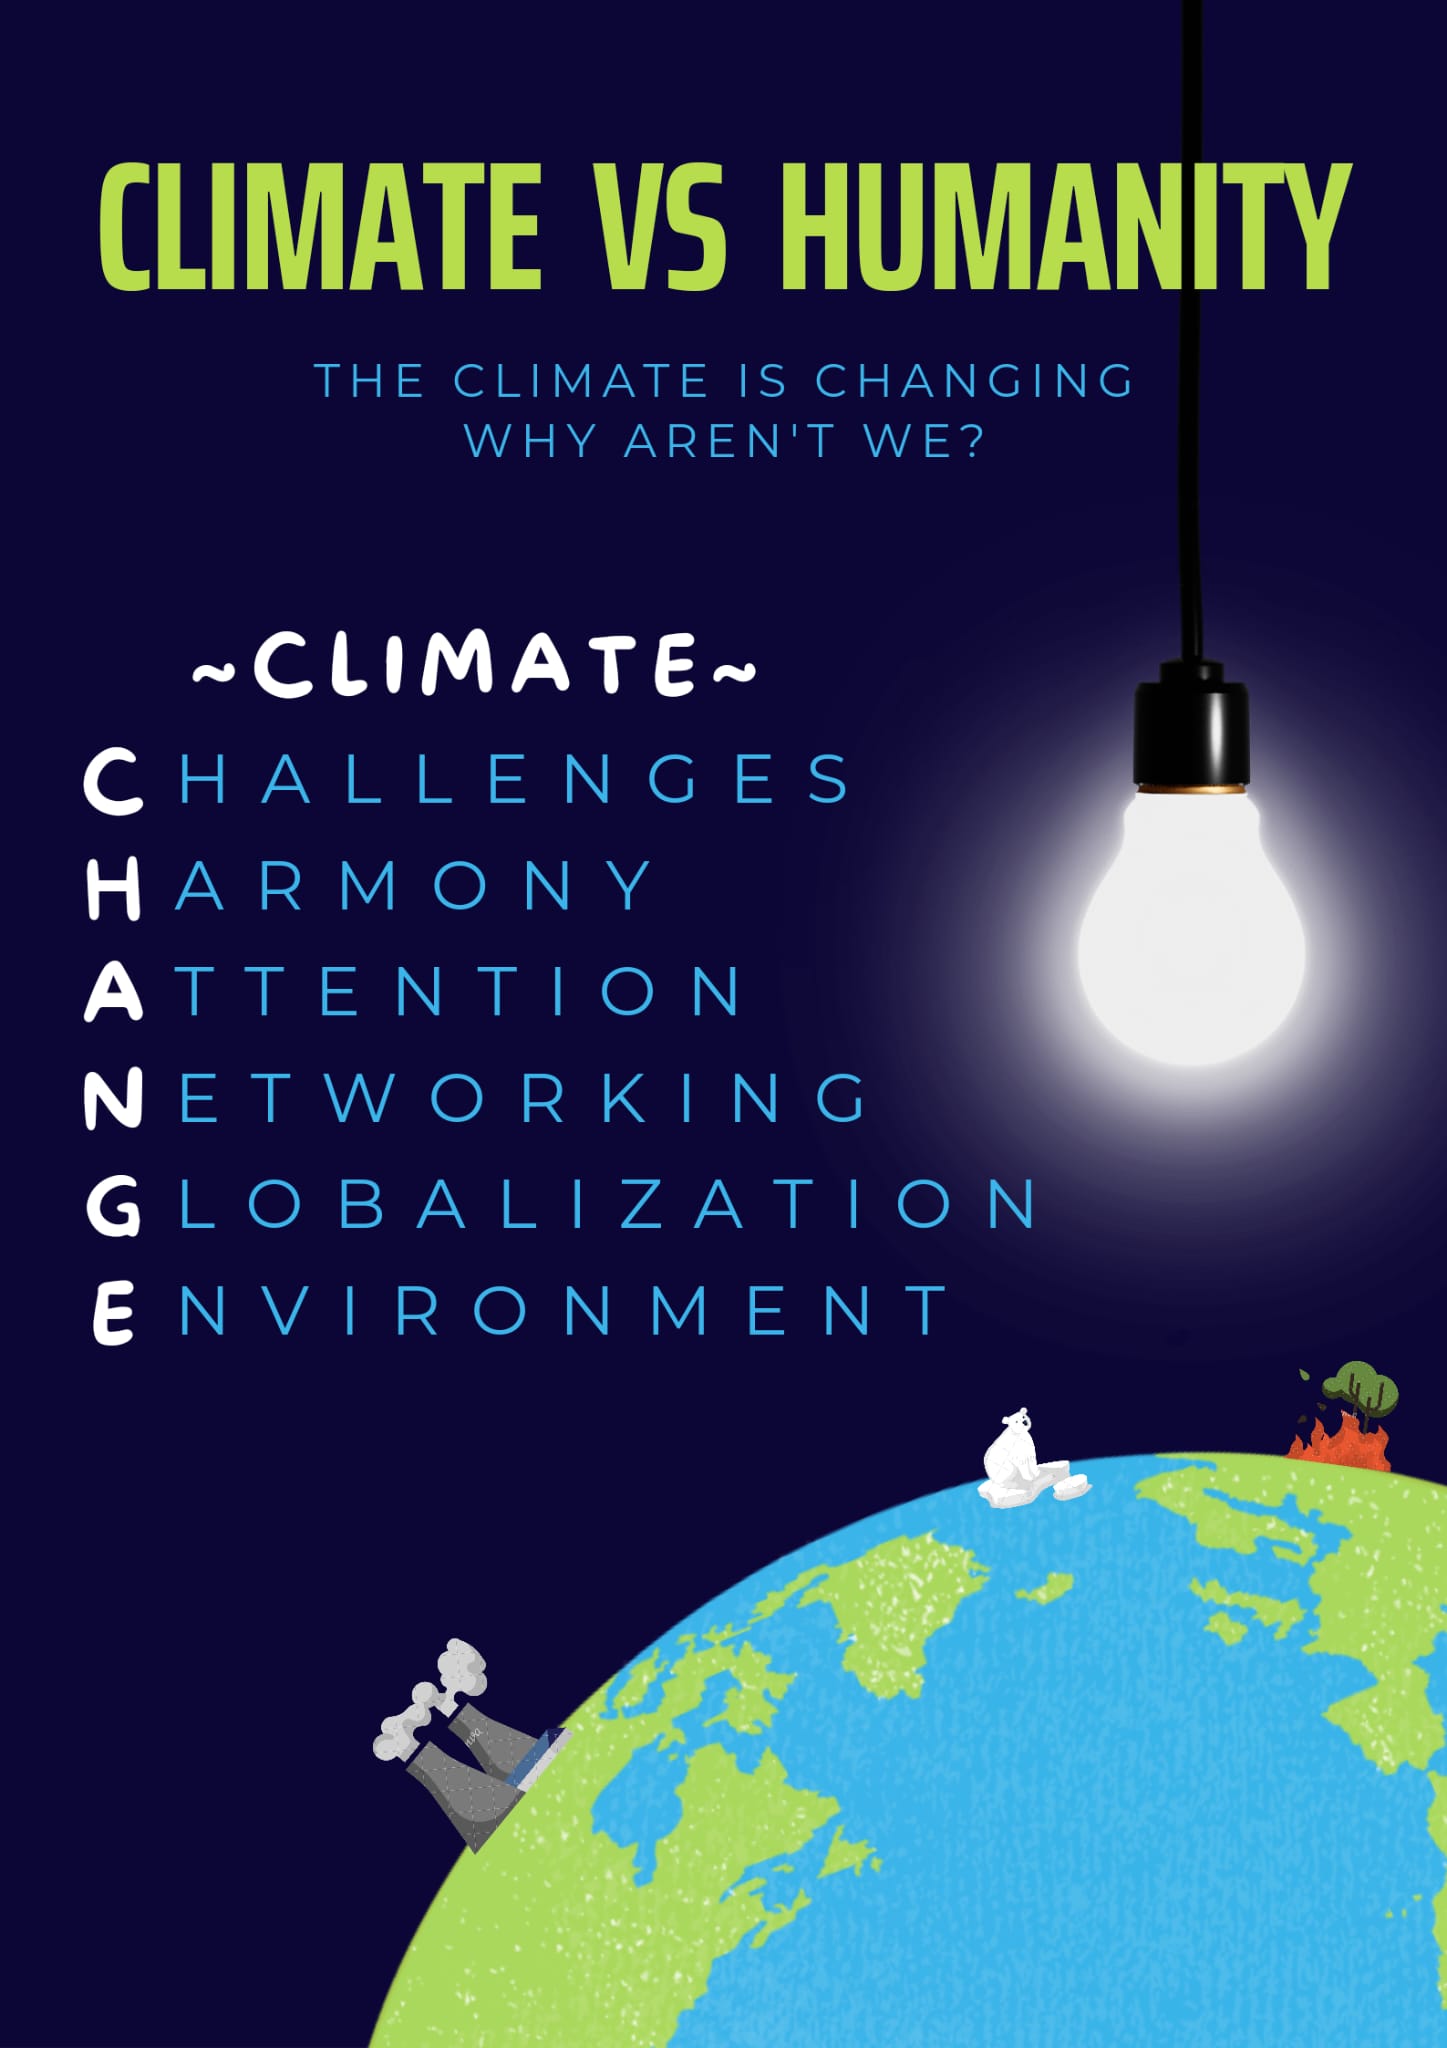 CLIMATE VS HUMANITY
THE CLIMATE IS CHANGING
WHY AREN'T WE?
~CLIMATE~
CHALLENGES
HARMONY
ATTENTION
NETWORKING
GLOBALIZATION
ENVIRONMENT